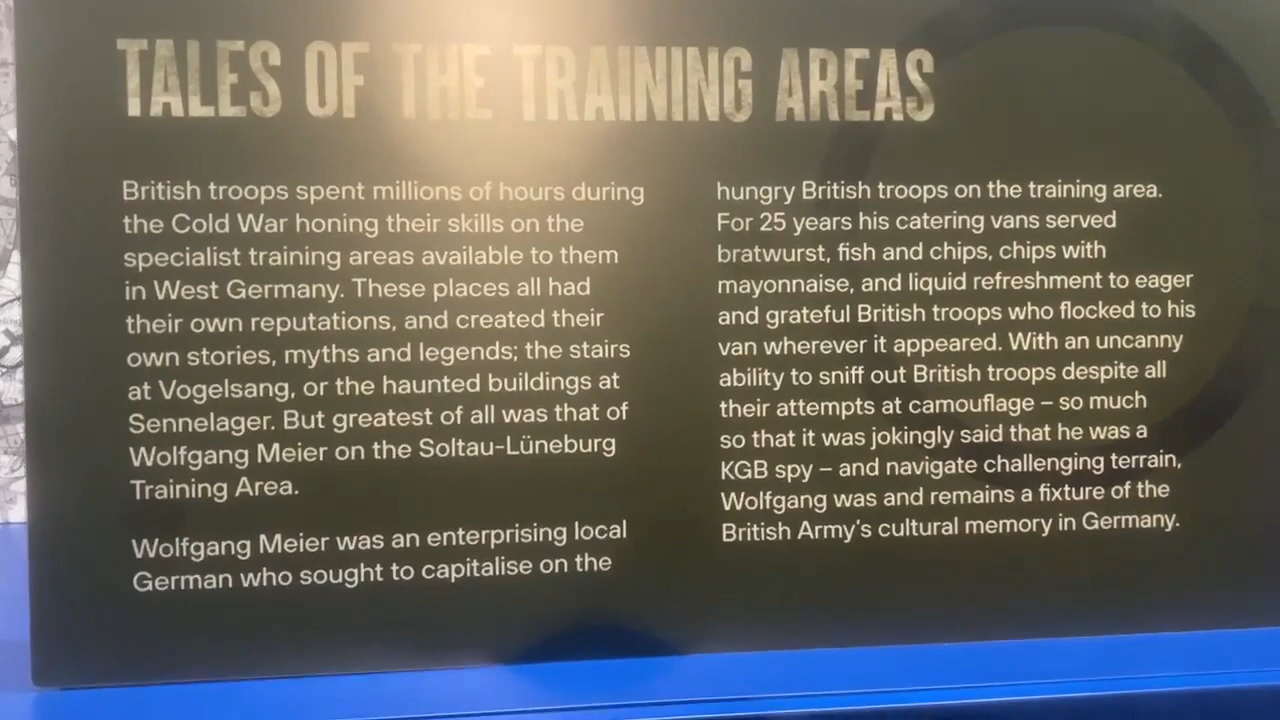 TALES OF THE TRAINING AREAS
British troops spent millions of hours during
the Cold War honing their skills on the
specialist training areas available to them
in West Germany. These places all had
their own reputations, and created their
own stories, myths and legends; the stairs
at Vogelsang, or the haunted buildings at
Sennelager. But greatest of all was that of
Wolfgang Meier on the Soltau-Lüneburg
Training Area.
Wolfgang Meier was an enterprising local
German who sought to capitalise on the
hungry British troops on the training area.
For 25 years his catering vans served
bratwurst, fish and chips, chips with
mayonnaise, and liquid refreshment to eager
and grateful British troops who flocked to his
van wherever it appeared. With an uncanny
ability to sniff out British troops despite all
their attempts at camouflage – so much
so that it was jokingly said that he was a
KGB spy – and navigate challenging terrain,
Wolfgang was and remains a fixture of the
British Army's cultural memory in Germany.